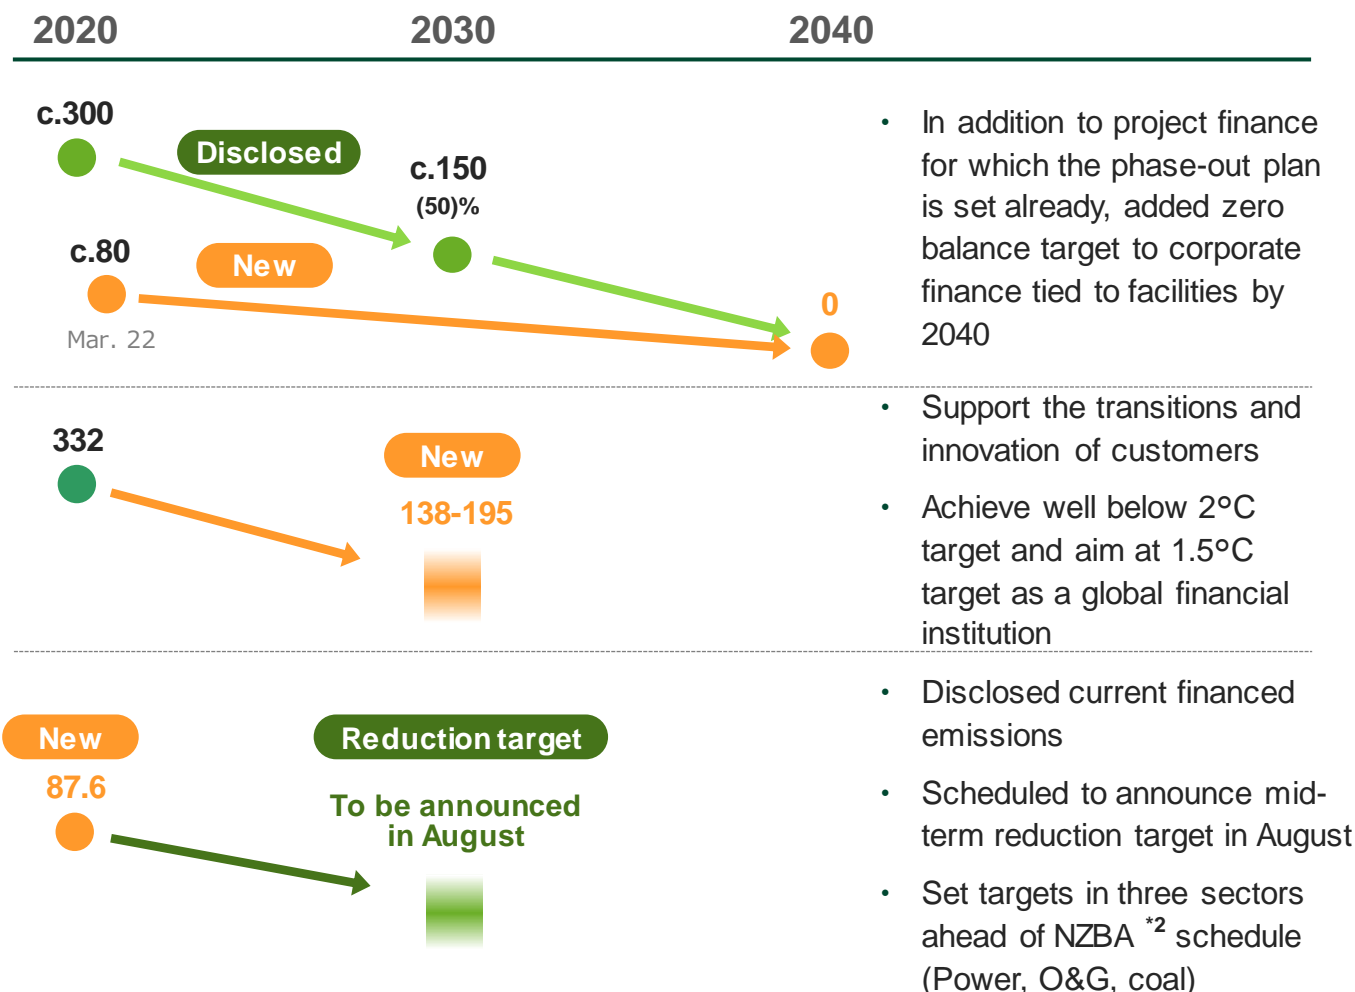 2020 2030 2040
c.300
Disclosed
c.150
(50)%
c.80
New
Mar. 22
0
• In addition to project finance
for which the phase-out plan
is set already, added zero
balance target to corporate
finance tied to facilities by
2040
332
New
138-195
• Support the transitions and
innovation of customers
• Achieve well below 2°C
target and aim at 1.5°C
target as a global financial
institution
New
87.6
Reduction target
To be announced
in August
• Disclosed current financed
emissions
• Scheduled to announce mid-
term reduction target in August
• Set targets in three sectors
ahead of NZBA *2 schedule
(Power, O&G, coal)